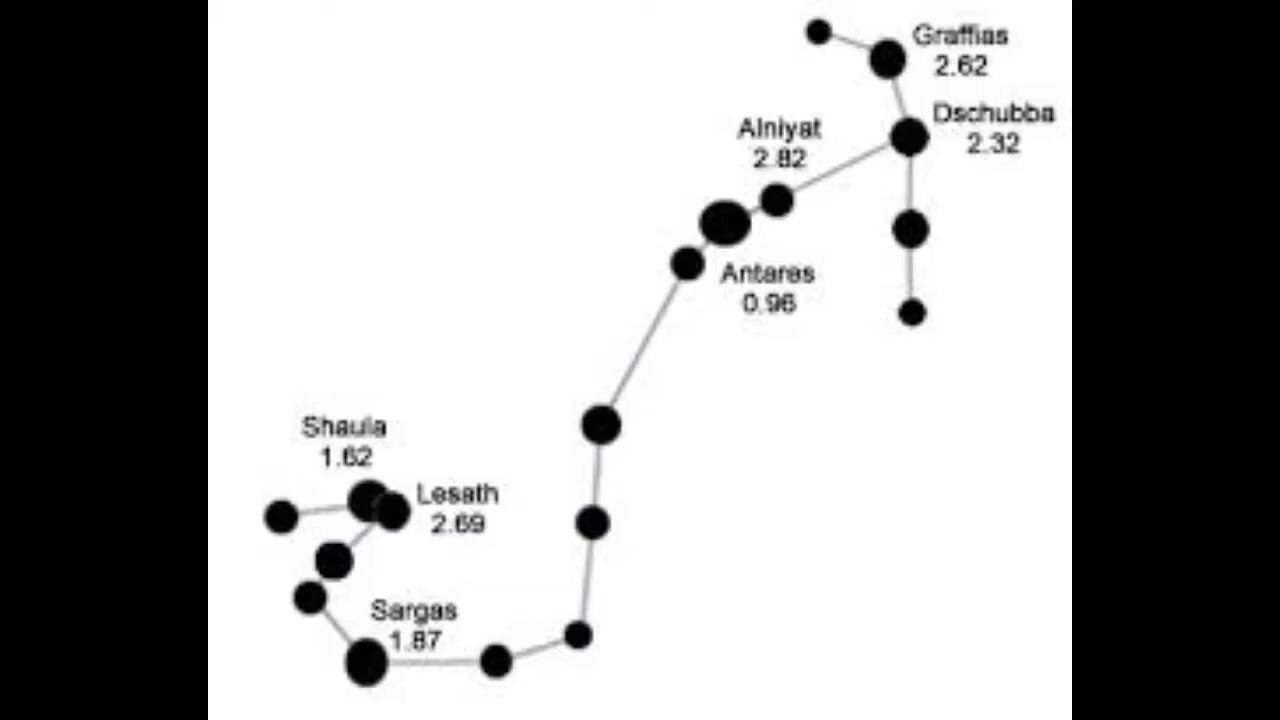 Graffias
2.62
Dschubba
2.32
Alniyat
2.82
Antares
0.96
Shaula
1.62
Lesath
2.69
Sargas
1.87